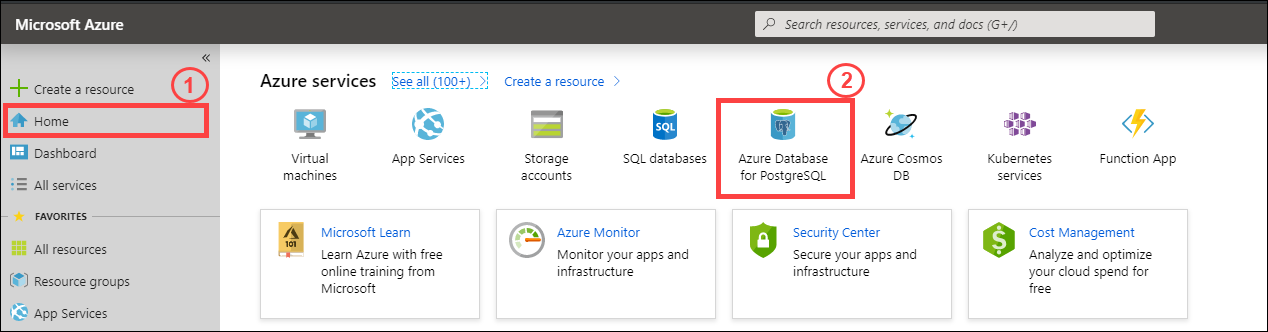 Microsoft Azure
Search resources, services, and docs (G+/)
«
Create a resource
1
Home
Dashboard
All services
FAVORITES
All resources
Resource groups
App Services
Azure services
See all (100+)
Create a resource
2
Virtual
machines
App Services
Storage
accounts
SQL
SQL databases
Azure Database
for PostgreSQL
Azure Cosmos
DB
Kubernetes
services
Function App
101
Microsoft Learn
Learn Azure with free
online training from
Microsoft
Azure Monitor
Monitor your apps and
infrastructure
Security Center
Secure your apps and
infrastructure
$
Cost Management
Analyze and optimize
your cloud spend for
free